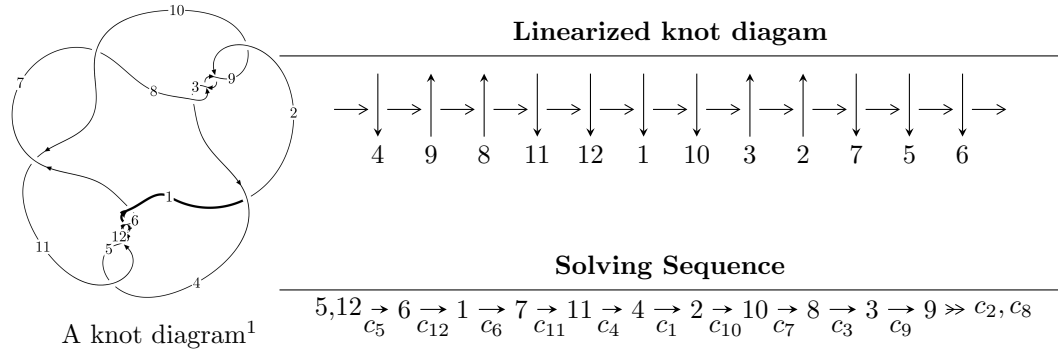 10
7
3
9
8
2
1
6
12
5
11
4
A knot diagram¹
Linearized knot diagam
4 9 8 11 12 1 10 3 2 7 5 6
Solving Sequence
5,12 → 6 → 1 → 7 → 11 → 4 → 2 → 10 → 8 → 3 → 9 ≫ c₂, c₈
c₅ c₁₂ c₆ c₁₁ c₄ c₁ c₁₀ c₇ c₃ c₉